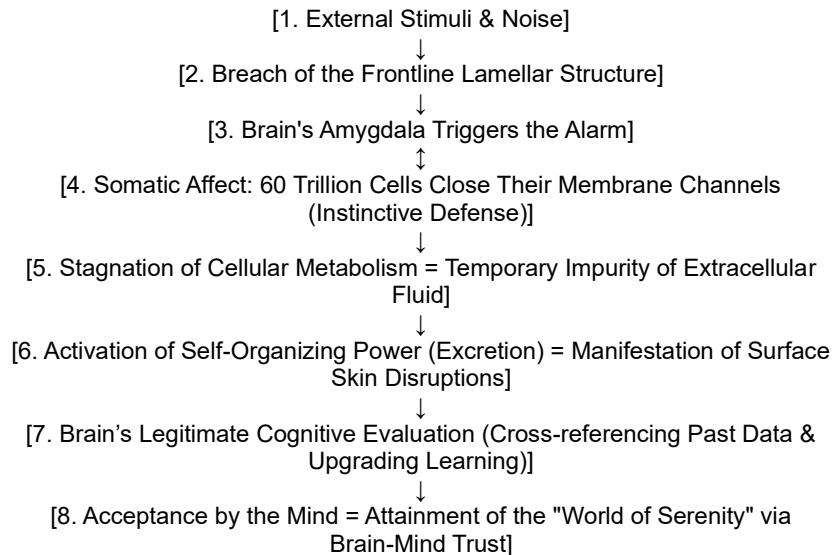 [1. External Stimuli & Noise]
↓
[2. Breach of the Frontline Lamellar Structure]
↓
[3. Brain's Amygdala Triggers the Alarm]
↕
[4. Somatic Affect: 60 Trillion Cells Close Their Membrane Channels
(Instinctive Defense)]
↓
[5. Stagnation of Cellular Metabolism = Temporary Impurity of Extracellular
Fluid]
↓
[6. Activation of Self-Organizing Power (Excretion) = Manifestation of Surface
Skin Disruptions]
↓
[7. Brain’s Legitimate Cognitive Evaluation (Cross-referencing Past Data &
Upgrading Learning)]
↓
[8. Acceptance by the Mind = Attainment of the "World of Serenity" via
Brain-Mind Trust]